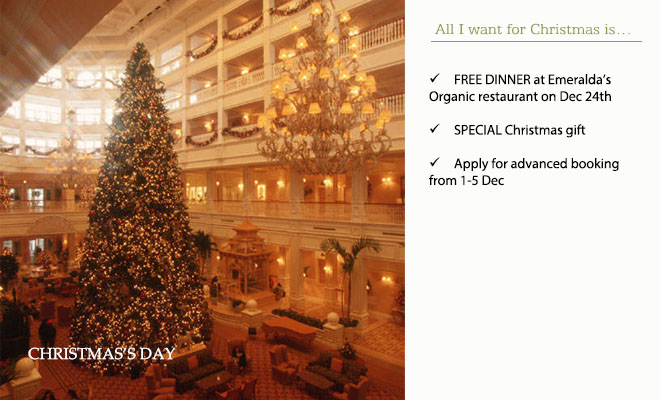 All I want for Christmas is...
✓ FREE DINNER at Emeralda's
Organic restaurant on Dec 24th
✓ SPECIAL Christmas gift
✓ Apply for advanced booking
from 1-5 Dec
CHRISTMAS'S DAY